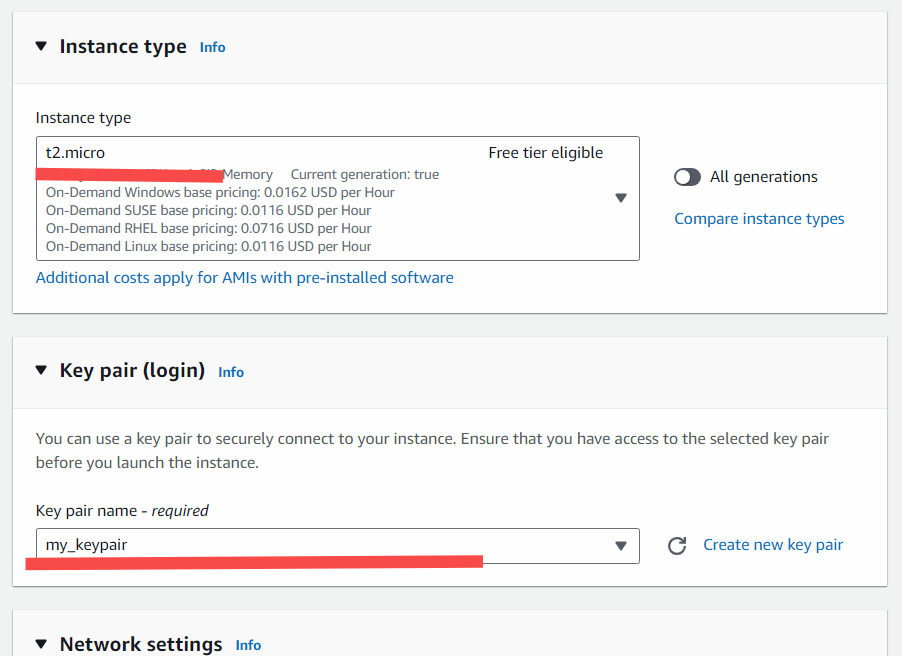 Instance type Info
Instance type
t2.micro Free tier eligible
Memory Current generation: true
On-Demand Windows base pricing: 0.0162 USD per Hour
On-Demand SUSE base pricing: 0.0116 USD per Hour
On-Demand RHEL base pricing: 0.0716 USD per Hour
On-Demand Linux base pricing: 0.0116 USD per Hour
All generations
Compare instance types
Additional costs apply for AMIs with pre-installed software
Key pair (login) Info
You can use a key pair to securely connect to your instance. Ensure that you have access to the selected key pair
before you launch the instance.
Key pair name - required
my_keypair
Create new key pair
Network settings Info